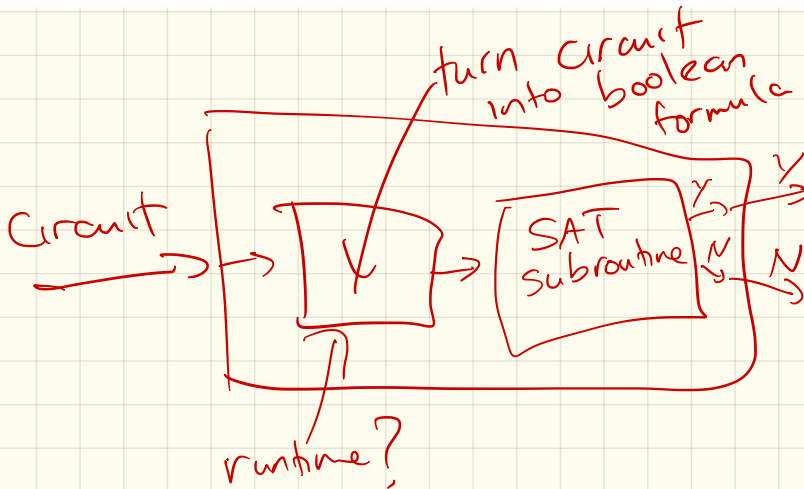 turn circuit
into boolean
formula
Circuit
SAT
subroutine
Y
N
Y
N
runtime?